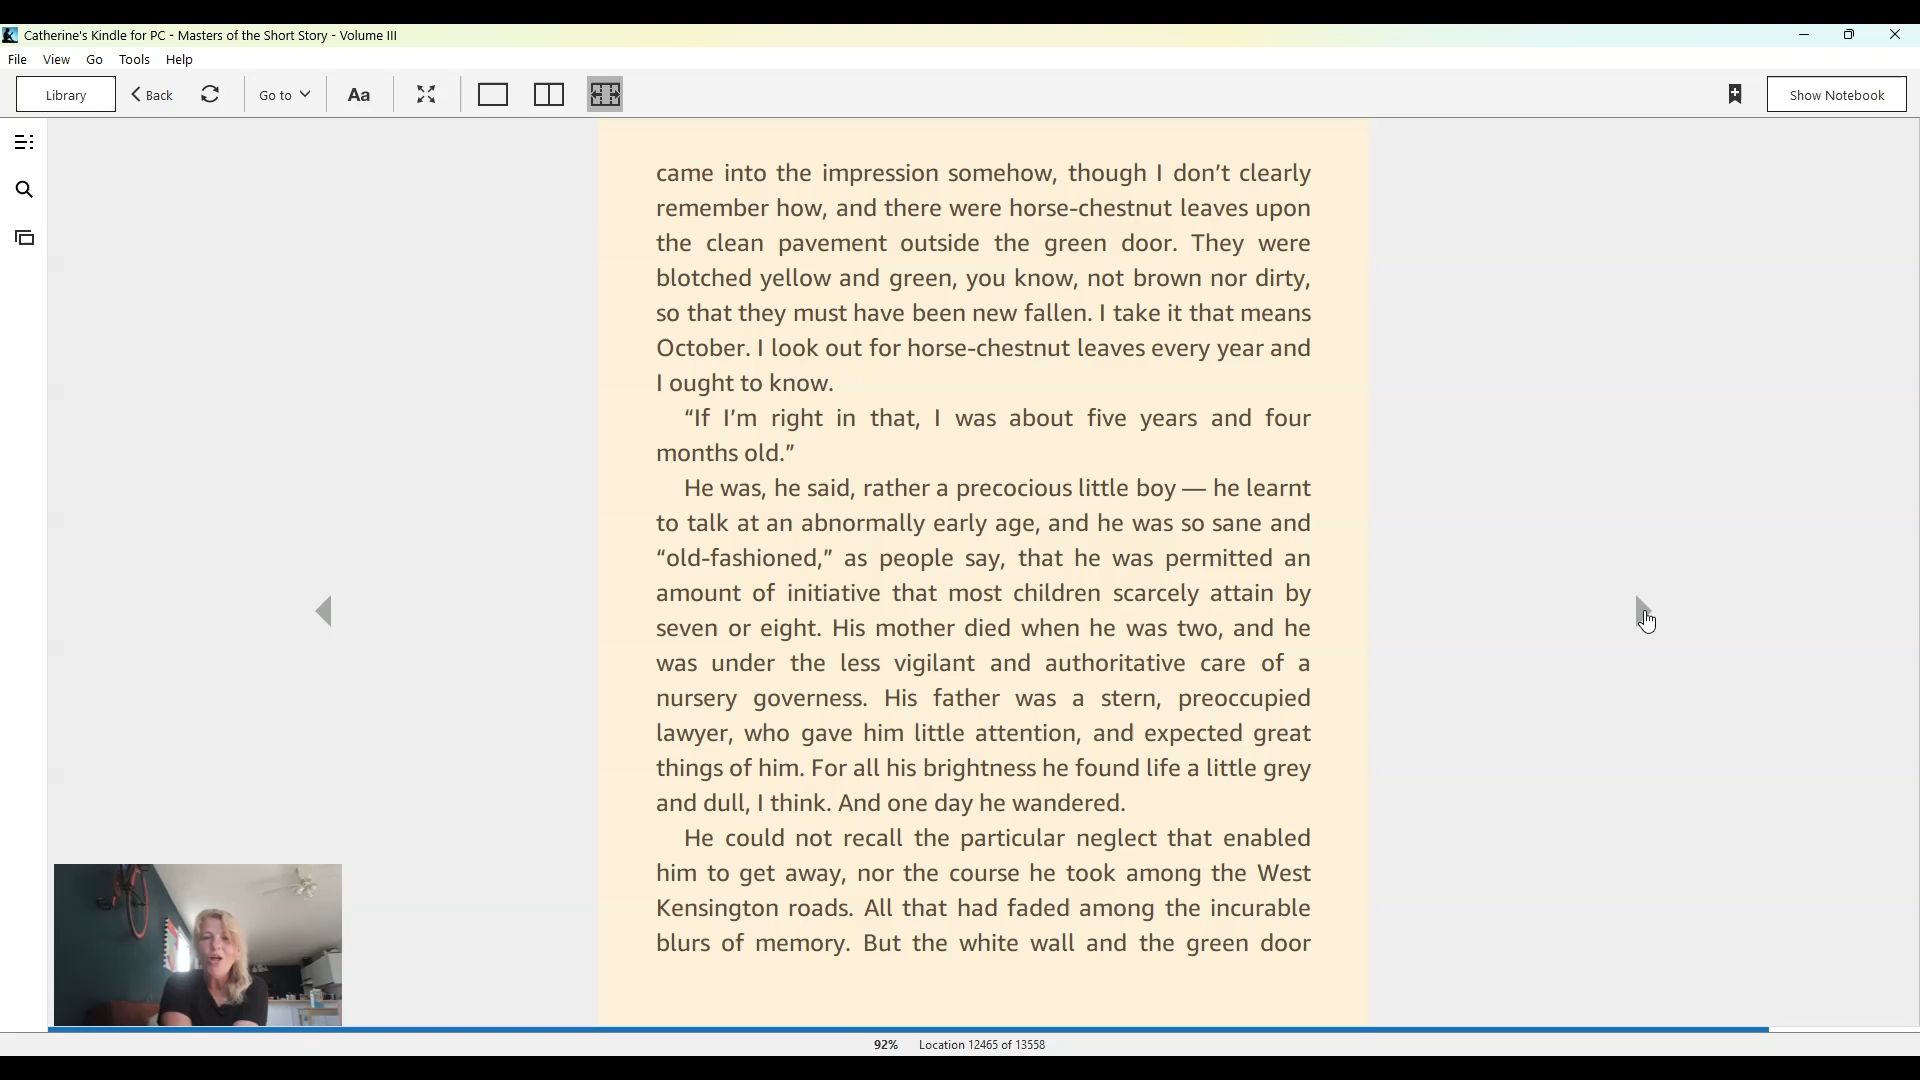 Catherine's Kindle for PC - Masters of the Short Story - Volume III
File View Go Tools Help
Library Back Go to Aa Show Notebook
came into the impression somehow, though I don’t clearly
remember how, and there were horse-chestnut leaves upon
the clean pavement outside the green door. They were
blotched yellow and green, you know, not brown nor dirty,
so that they must have been new fallen. I take it that means
October. I look out for horse-chestnut leaves every year and
I ought to know.
“If I’m right in that, I was about five years and four
months old.”
He was, he said, rather a precocious little boy — he learnt
to talk at an abnormally early age, and he was so sane and
“old-fashioned,” as people say, that he was permitted an
amount of initiative that most children scarcely attain by
seven or eight. His mother died when he was two, and he
was under the less vigilant and authoritative care of a
nursery governess. His father was a stern, preoccupied
lawyer, who gave him little attention, and expected great
things of him. For all his brightness he found life a little grey
and dull, I think. And one day he wandered.
He could not recall the particular neglect that enabled
him to get away, nor the course he took among the West
Kensington roads. All that had faded among the incurable
blurs of memory. But the white wall and the green door
92% Location 12465 of 13558